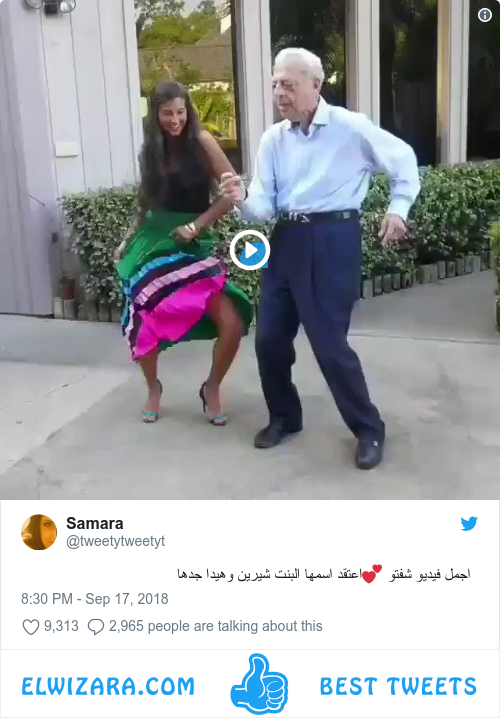 Samara
@tweetytweetyt
اجمل فيديو شفتو 💕اعتقد اسمها البنت شيرين وهيدا جدها
8:30 PM - Sep 17, 2018
9,313 2,965 people are talking about this
ELWIZARA.COM BEST TWEETS